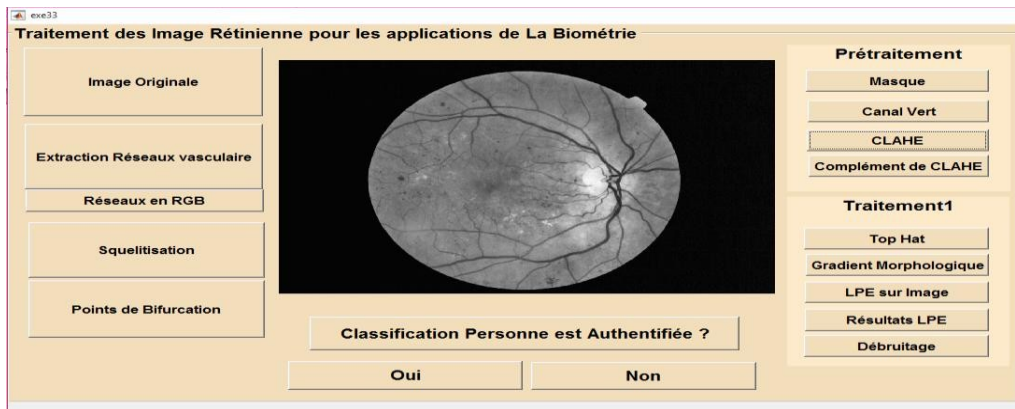 exe33
Traitement des Image Rétinienne pour les applications de La Biométrie
Image Originale
Extraction Réseaux vasculaire
Réseaux en RGB
Squelitisation
Points de Bifurcation
Classification Personne est Authentifiée ?
Oui
Non
Prétraitement
Masque
Canal Vert
CLAHE
Complément de CLAHE
Traitement1
Top Hat
Gradient Morphologique
LPE sur Image
Résultats LPE
Débruitage